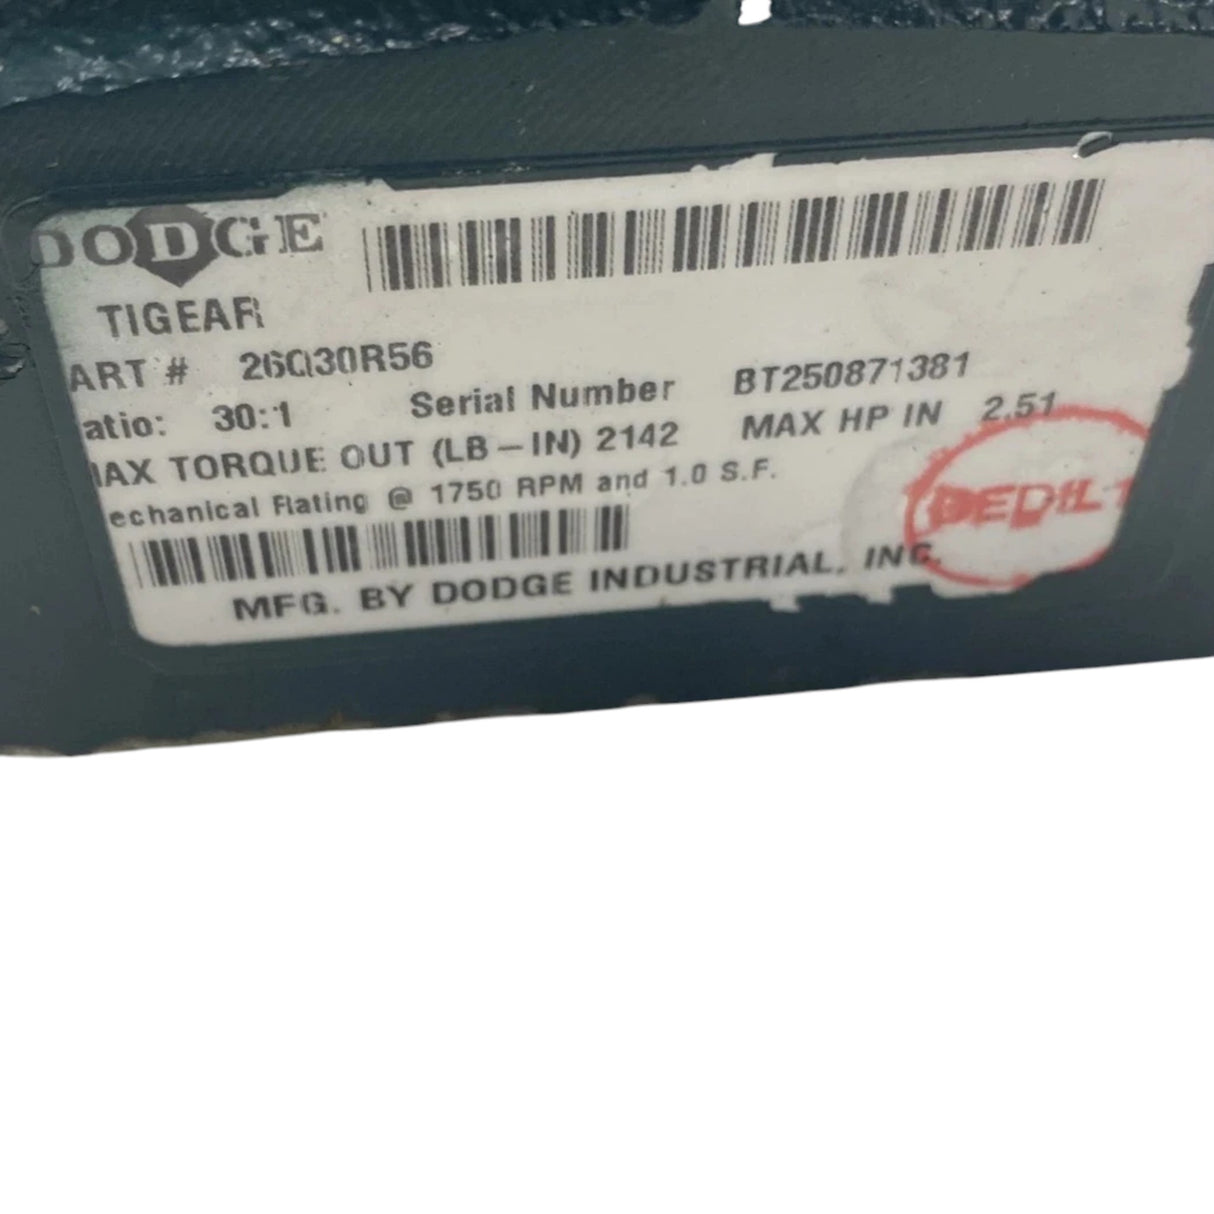 DODGE
TIGEAR
ART # 26Q30R56
atio: 30:1 Serial Number BT250871381
AX TORQUE OUT (LB-IN) 2142 MAX HP IN 2.51
echanical Rating @ 1750 RPM and 1.0 S.F.
MFG. BY DODGE INDUSTRIAL, INC.